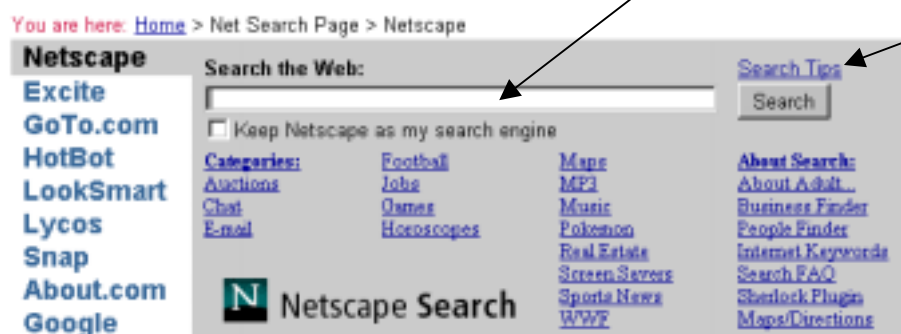 You are here: Home > Net Search Page > Netscape
Netscape
Excite
GoTo.com
HotBot
LookSmart
Lycos
Snap
About.com
Google
Search the Web:
Search Tips
Search
Keep Netscape as my search engine
Categories:
Auctions
Chat
E-mail
Football
Jobs
Games
Horoscopes
Maps
MP3
Music
Pokemon
Real Estate
Screen Savers
Sports News
WWF
About Search:
About Adult...
Business Finder
People Finder
Internet Keywords
Search FAQ
Sherlock Plugin
Maps/Directions
N Netscape Search